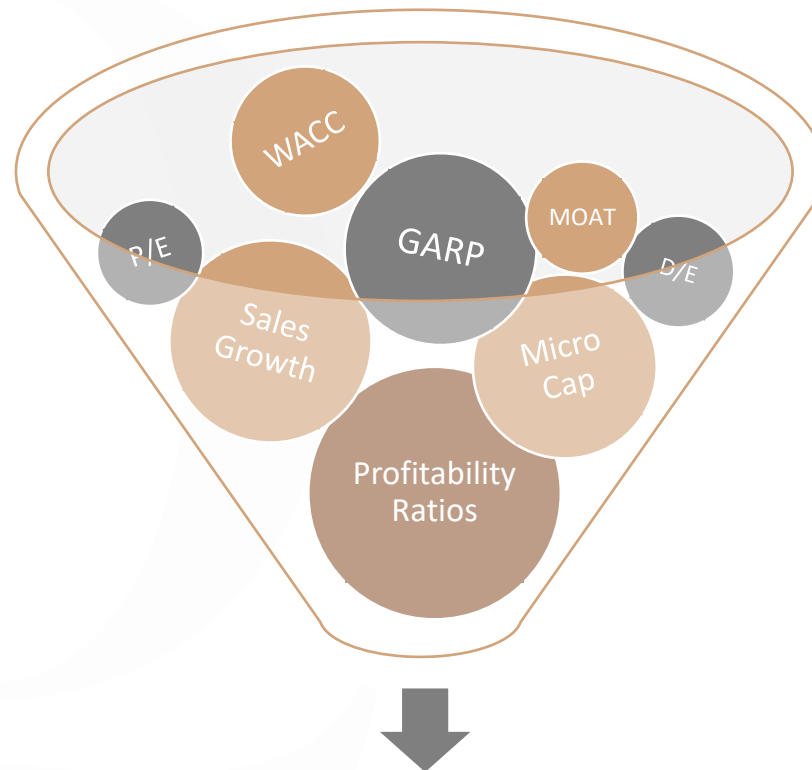 WACC
MOAT
GARP
P/E
D/E
Sales
Growth
Micro
Cap
Profitability
Ratios